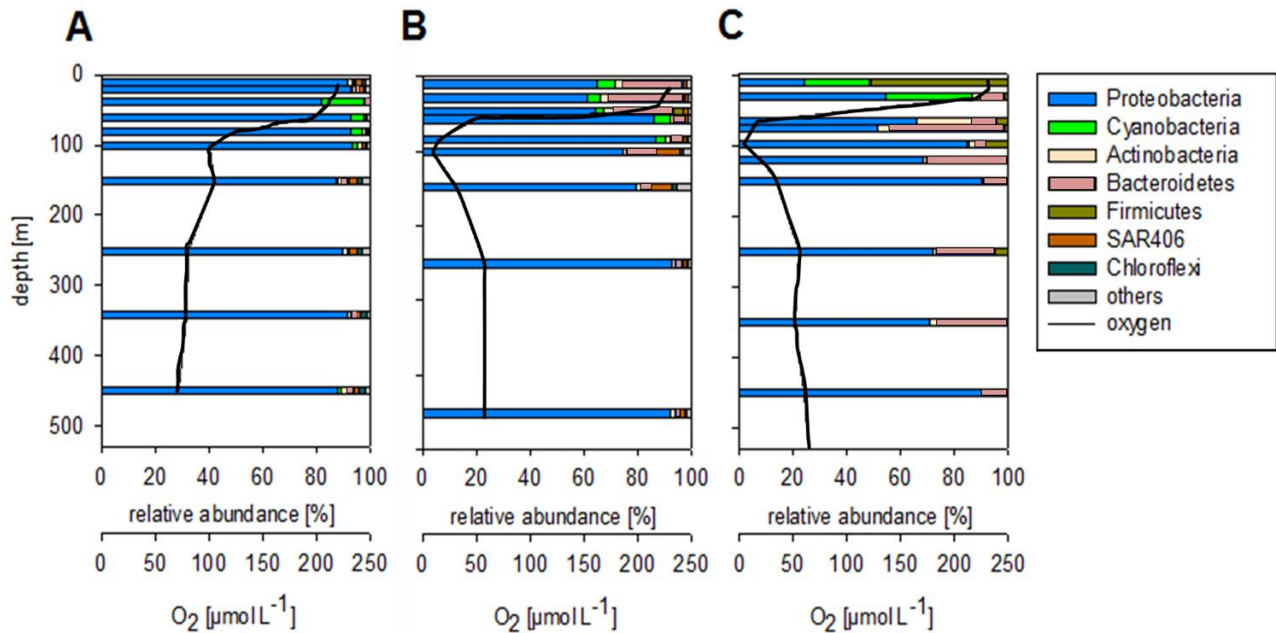 A
B
C
0
100
200
300
400
500
depth [m]
0 20 40 60 80 100
0 20 40 60 80 100
0 20 40 60 80 100
relative abundance [%]
relative abundance [%]
relative abundance [%]
0 50 100 150 200 250
0 50 100 150 200 250
0 50 100 150 200 250
O₂ [µmol L⁻¹]
O₂ [µmol L⁻¹]
O₂ [µmol L⁻¹]
Proteobacteria
Cyanobacteria
Actinobacteria
Bacteroidetes
Firmicutes
SAR406
Chloroflexi
others
oxygen